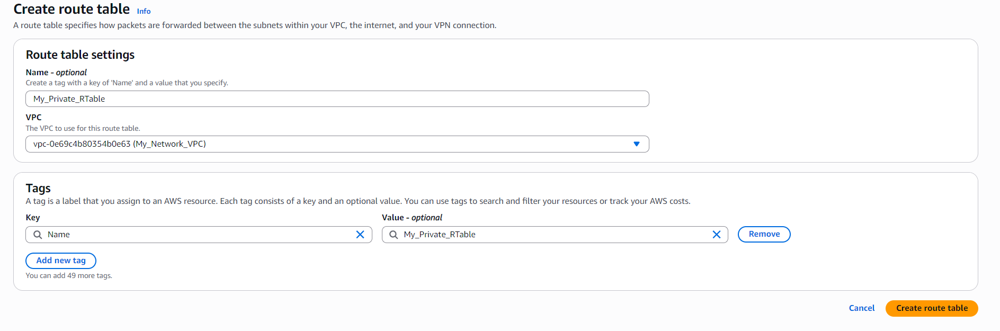 Create route table Info
A route table specifies how packets are forwarded between the subnets within your VPC, the internet, and your VPN connection.
Route table settings
Name - optional
Create a tag with a key of 'Name' and a value that you specify.
My_Private_RTable
VPC
The VPC to use for this route table.
vpc-0e69c4b80354b0e63 (My_Network_VPC)
Tags
A tag is a label that you assign to an AWS resource. Each tag consists of a key and an optional value. You can use tags to search and filter your resources or track your AWS costs.
Key Value - optional
Name My_Private_RTable Remove
Add new tag
You can add 49 more tags.
Cancel Create route table